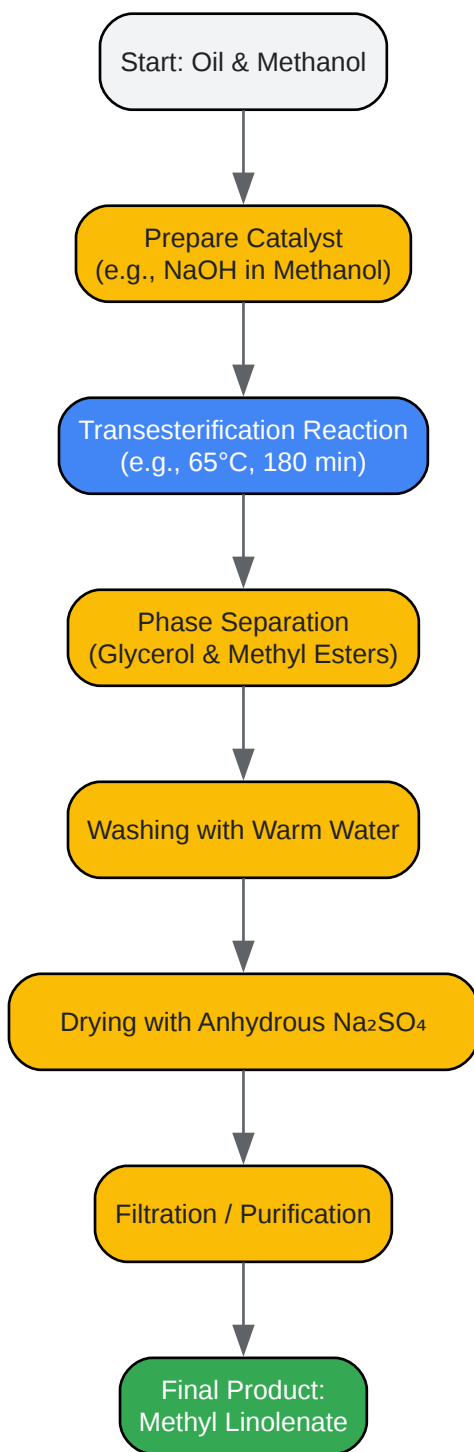 Start: Oil & Methanol
Prepare Catalyst
(e.g., NaOH in Methanol)
Transesterification Reaction
(e.g., 65°C, 180 min)
Phase Separation
(Glycerol & Methyl Esters)
Washing with Warm Water
Drying with Anhydrous Na₂SO₄
Filtration / Purification
Final Product:
Methyl Linolenate